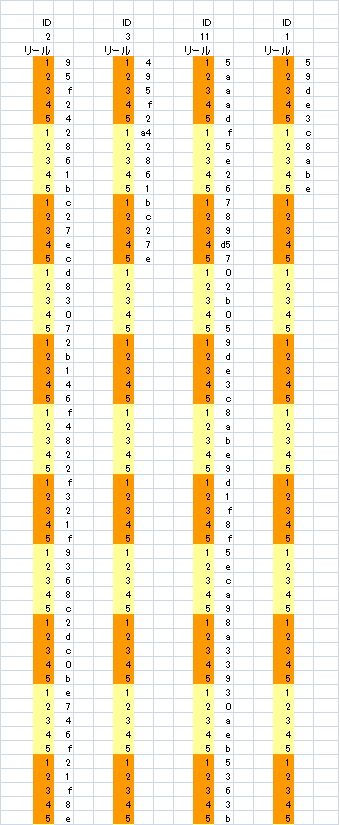 ID ID ID ID
2 3 11 1
リール リール リール リール
1 9 1 4 1 5 1 5
2 5 2 9 2 a 2 9
3 f 3 5 3 a 3 d
4 2 4 f 4 a 4 e
5 4 5 2 5 d 5 3
1 2 1 a4 1 f 1 c
2 8 2 2 2 5 2 8
3 6 3 8 3 e 3 a
4 1 4 6 4 2 4 b
5 b 5 1 5 6 5 e
1 c 1 b 1 7 1
2 2 2 c 2 8 2
3 7 3 2 3 9 3
4 e 4 7 4 d5 4
5 c 5 e 5 7 5
1 d 1 1 0 1
2 8 2 2 2 2
3 3 3 3 b 3
4 0 4 4 0 4
5 7 5 5 5 5
1 2 1 1 9 1
2 b 2 2 d 2
3 1 3 3 e 3
4 4 4 4 3 4
5 6 5 5 c 5
1 f 1 1 8 1
2 4 2 2 a 2
3 8 3 3 b 3
4 2 4 4 e 4
5 2 5 5 9 5
1 f 1 1 d 1
2 3 2 2 1 2
3 2 3 3 f 3
4 1 4 4 8 4
5 f 5 5 f 5
1 9 1 1 5 1
2 3 2 2 e 2
3 6 3 3 c 3
4 8 4 4 a 4
5 c 5 5 9 5
1 2 1 1 8 1
2 d 2 2 a 2
3 c 3 3 3 3
4 0 4 4 3 4
5 b 5 5 9 5
1 e 1 1 3 1
2 7 2 2 0 2
3 4 3 3 a 3
4 6 4 4 e 4
5 f 5 5 b 5
1 2 1 1 5 1
2 1 2 2 3 2
3 f 3 3 6 3
4 8 4 4 3 4
5 e 5 5 b 5